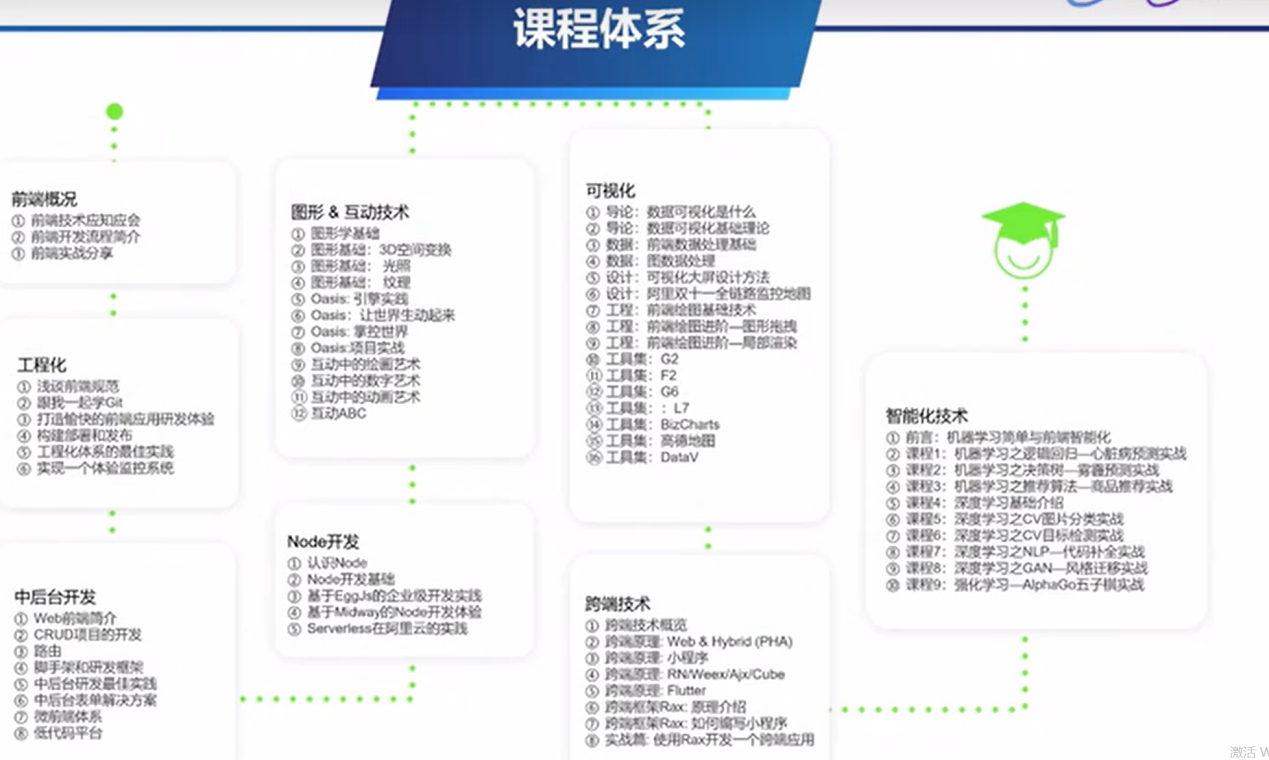 课程体系
前端概况
① 前端技术应知应会
② 前端开发流程简介
③ 前端实战分享
工程化
① 浅谈前端规范
② 跟我一起学Git
③ 打造愉快的前端应用研发体验
④ 构建部署和发布
⑤ 工程化体系的最佳实践
⑥ 实现一个体验监控系统
中后台开发
① Web前端简介
② CRUD项目的开发
③ 路由
④ 脚手架和研发框架
⑤ 中后台研发最佳实践
⑥ 中后台表单解决方案
⑦ 微前端体系
⑧ 低代码平台
图形 & 互动技术
① 图形学基础
② 图形基础：3D空间变换
③ 图形基础： 光照
④ 图形基础： 纹理
⑤ Oasis: 引擎实践
⑥ Oasis：让世界生动起来
⑦ Oasis: 掌控世界
⑧ Oasis:项目实战
⑨ 互动中的绘画艺术
⑩ 互动中的数字艺术
⑪ 互动中的动画艺术
⑫ 互动ABC
Node开发
① 认识Node
② Node开发基础
③ 基于EggJs的企业级开发实践
④ 基于Midway的Node开发体验
⑤ Serverless在阿里云的实践
可视化
① 导论：数据可视化是什么
② 导论：数据可视化基础理论
③ 数据：前端数据处理基础
④ 数据：图数据处理
⑤ 设计：可视化大屏设计方法
⑥ 设计：阿里双十一全链路监控地图
⑦ 工程：前端绘图基础技术
⑧ 工程：前端绘图进阶—图形拖拽
⑨ 工程：前端绘图进阶—局部渲染
⑩ 工具集：G2
⑪ 工具集：F2
⑫ 工具集：G6
⑬ 工具集：：L7
⑭ 工具集：BizCharts
⑮ 工具集：高德地图
⑯ 工具集：DataV
跨端技术
① 跨端技术概览
② 跨端原理: Web & Hybrid (PHA)
③ 跨端原理: 小程序
④ 跨端原理: RN/Weex/Ajx/Cube
⑤ 跨端原理: Flutter
⑥ 跨端框架Rax: 原理介绍
⑦ 跨端框架Rax: 如何编写小程序
⑧ 实战篇: 使用Rax开发一个跨端应用
智能化技术
① 前言：机器学习简单与前端智能化
② 课程1：机器学习之逻辑回归—心脏病预测实战
③ 课程2：机器学习之决策树—雾霾预测实战
④ 课程3：机器学习之推荐算法—商品推荐实战
⑤ 课程4：深度学习基础介绍
⑥ 课程5：深度学习之CV图片分类实战
⑦ 课程6：深度学习之CV目标检测实战
⑧ 课程7：深度学习之NLP—代码补全实战
⑨ 课程8：深度学习之GAN—风格迁移实战
⑩ 课程9：强化学习—AlphaGo五子棋实战
激活 W